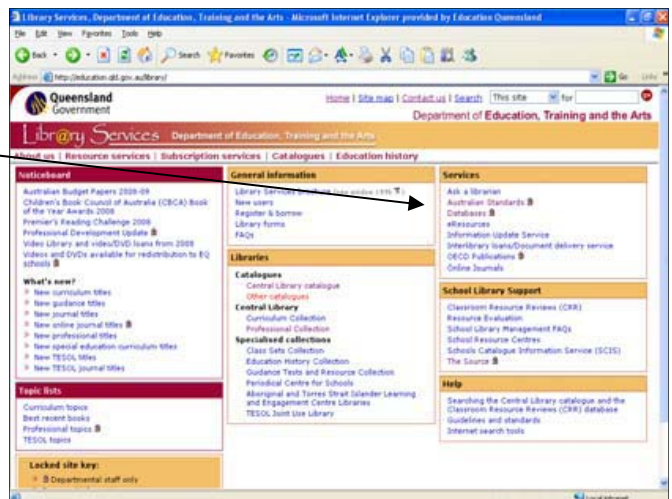 Library Services, Department of Education, Training and the Arts - Microsoft Internet Explorer provided by Education Queensland
File Edit View Favorites Tools Help
Back Search Favorites
Address http://education.qld.gov.au/library/ Go Links
Queensland
Government
Home | Site map | Contact us | Search This site for
Department of Education, Training and the Arts
Libr@ry Services Department of Education, Training and the Arts
About us | Resource services | Subscription services | Catalogues | Education history
Noticeboard
Australian Budget Papers 2008-09
Children's Book Council of Australia (CBCA) Book
of the Year Awards 2008
Premier's Reading Challenge 2008
Professional Development Update
Video Library and video/DVD loans from 2008
Videos and DVDs available for redistribution to EQ
schools
What's new?
New curriculum titles
New guidance titles
New journal titles
New online journal titles
New professional titles
New special education curriculum titles
New TESOL titles
New TESOL journal titles
Topic lists
Curriculum topics
Best recent books
Professional topics
TESOL topics
Locked site key:
Departmental staff only
General information
Library Services
New users
Register & borrow
Library forms
FAQs
Libraries
Catalogues
Central Library catalogue
Other catalogues
Central Library
Curriculum Collection
Professional Collection
Specialised collections
Class Sets Collection
Education History Collection
Guidance Tests and Resource Collection
Periodical Centre for Schools
Aboriginal and Torres Strait Islander Learning
and Engagement Centre Libraries
TESOL Joint Use Library
Services
Ask a librarian
Australian Standards
Databases
eResources
Information Update Service
Interlibrary loans/Document delivery service
OECD Publications
Online Journals
School Library Support
Classroom Resource Reviews (CRR)
Resource Evaluation
School Library Management FAQs
School Resource Centres
Schools Catalogue Information Service (SCIS)
The Source
Help
Searching the Central Library catalogue and the
Classroom Resource Reviews (CRR) database
Guidelines and standards
Internet search tools
Local intranet